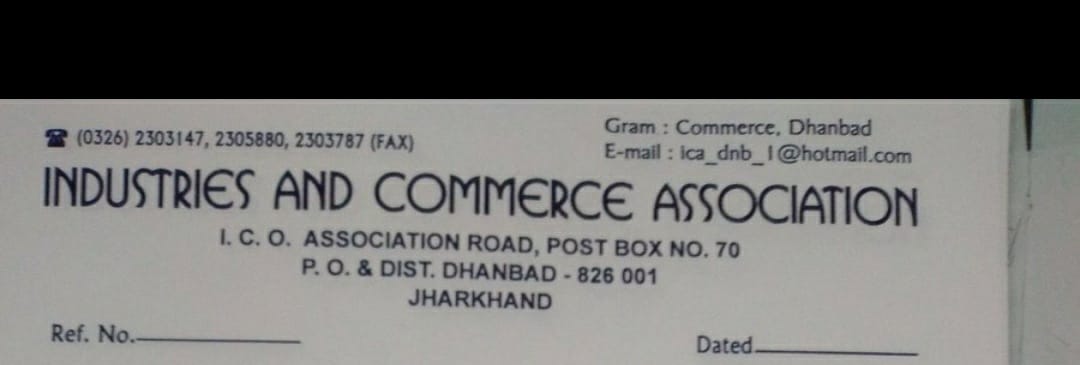 ☎ (0326) 2303147, 2305880, 2303787 (FAX)
Gram : Commerce, Dhanbad
E-mail : ica_dnb_1@hotmail.com
INDUSTRIES AND COMMERCE ASSOCIATION
I. C. O. ASSOCIATION ROAD, POST BOX NO. 70
P. O. & DIST. DHANBAD - 826 001
JHARKHAND
Ref. No.
Dated